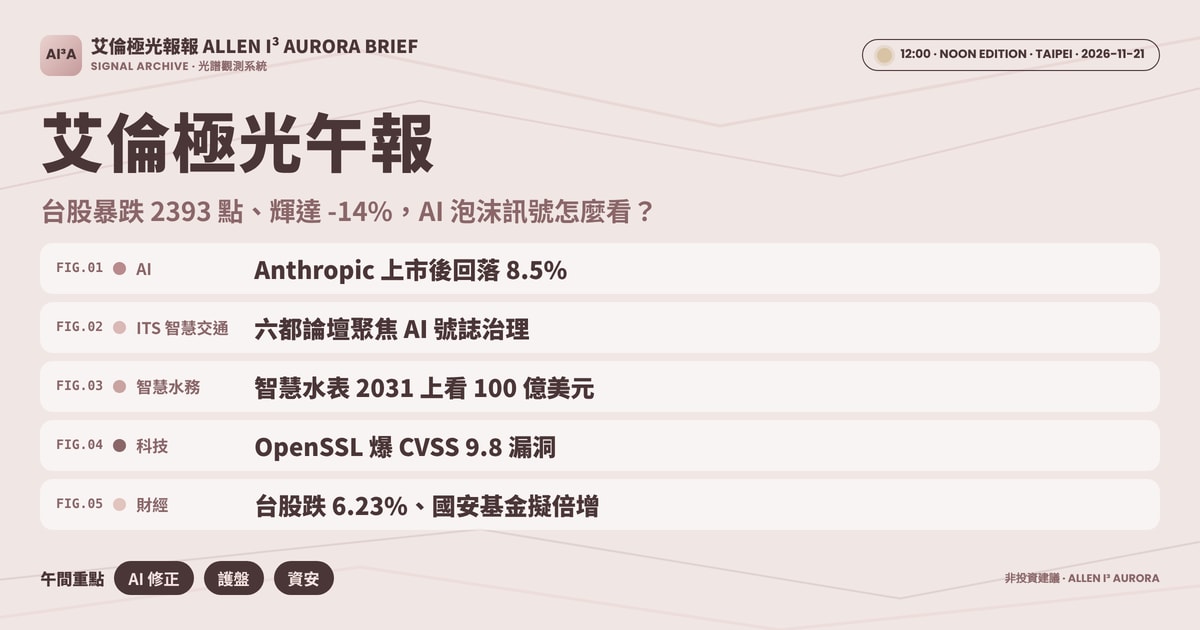 AI³A
艾倫極光報報 ALLEN I³ AURORA BRIEF
SIGNAL ARCHIVE · 光譜觀測系統
12:00 · NOON EDITION · TAIPEI · 2026-11-21
艾倫極光午報
台股暴跌 2393 點、輝達 -14%，AI 泡沫訊號怎麼看？
FIG.01 AI Anthropic 上市後回落 8.5%
FIG.02 ITS 智慧交通 六都論壇聚焦 AI 號誌治理
FIG.03 智慧水務 智慧水表 2031 上看 100 億美元
FIG.04 科技 OpenSSL 爆 CVSS 9.8 漏洞
FIG.05 財經 台股跌 6.23%、國安基金擬倍增
午間重點 AI 修正 護盤 資安
非投資建議 · ALLEN I³ AURORA